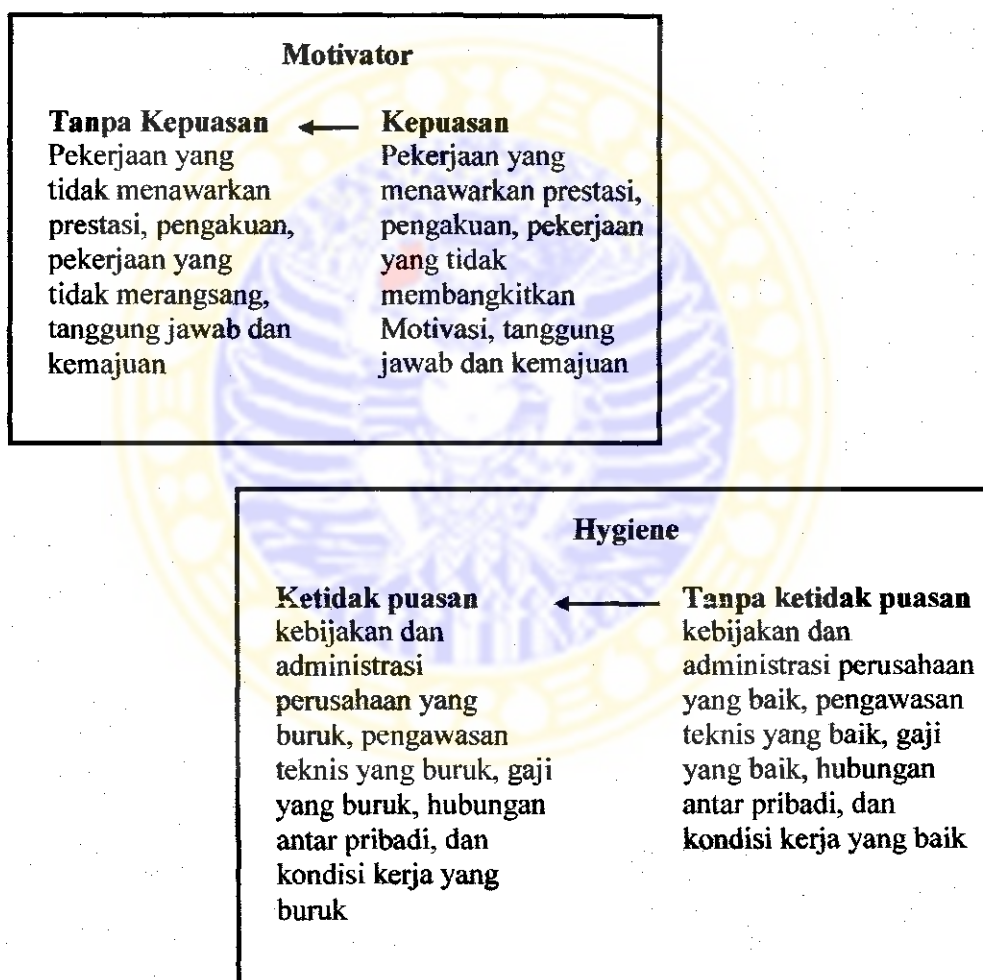 Motivator
Tanpa Kepuasan
Pekerjaan yang
tidak menawarkan
prestasi, pengakuan,
pekerjaan yang
tidak merangsang,
tanggung jawab dan
kemajuan
Kepuasan
Pekerjaan yang
menawarkan prestasi,
pengakuan, pekerjaan
yang tidak
membangkitkan
Motivasi, tanggung
jawab dan kemajuan
Hygiene
Ketidak puasan
kebijakan dan
administrasi
perusahaan yang
buruk, pengawasan
teknis yang buruk, gaji
yang buruk, hubungan
antar pribadi, dan
kondisi kerja yang
buruk
Tanpa ketidak puasan
kebijakan dan
administrasi perusahaan
yang baik, pengawasan
teknis yang baik, gaji
yang baik, hubungan
antar pribadi, dan
kondisi kerja yang baik